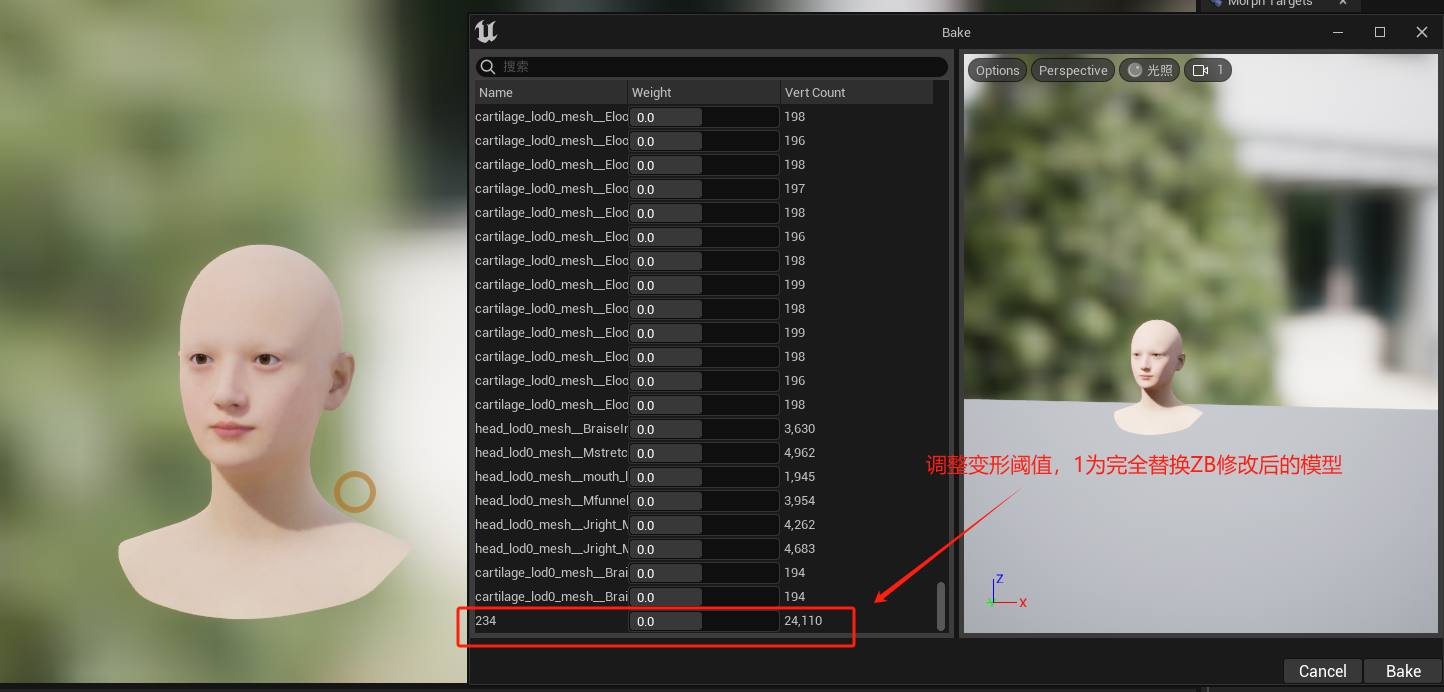 Morph Targets
Bake
搜索
Name Weight Vert Count
cartilage_lod0_mesh__Eloo 0.0 198
cartilage_lod0_mesh__Eloo 0.0 196
cartilage_lod0_mesh__Eloo 0.0 198
cartilage_lod0_mesh__Eloo 0.0 197
cartilage_lod0_mesh__Eloo 0.0 198
cartilage_lod0_mesh__Eloo 0.0 196
cartilage_lod0_mesh__Eloo 0.0 198
cartilage_lod0_mesh__Eloo 0.0 199
cartilage_lod0_mesh__Eloo 0.0 198
cartilage_lod0_mesh__Eloo 0.0 199
cartilage_lod0_mesh__Eloo 0.0 198
cartilage_lod0_mesh__Eloo 0.0 196
cartilage_lod0_mesh__Eloo 0.0 198
head_lod0_mesh__BraiseIr 0.0 3,630
head_lod0_mesh__Mstretc 0.0 4,962
head_lod0_mesh__mouth_l 0.0 1,945
head_lod0_mesh__Mfunnel 0.0 3,954
head_lod0_mesh__Jright_M 0.0 4,262
head_lod0_mesh__Jright_M 0.0 4,683
cartilage_lod0_mesh__Brai 0.0 194
cartilage_lod0_mesh__Brai 0.0 194
234 0.0 24,110
Options Perspective 光照 1
调整变形阈值，1为完全替换ZB修改后的模型
Z
X
Cancel Bake